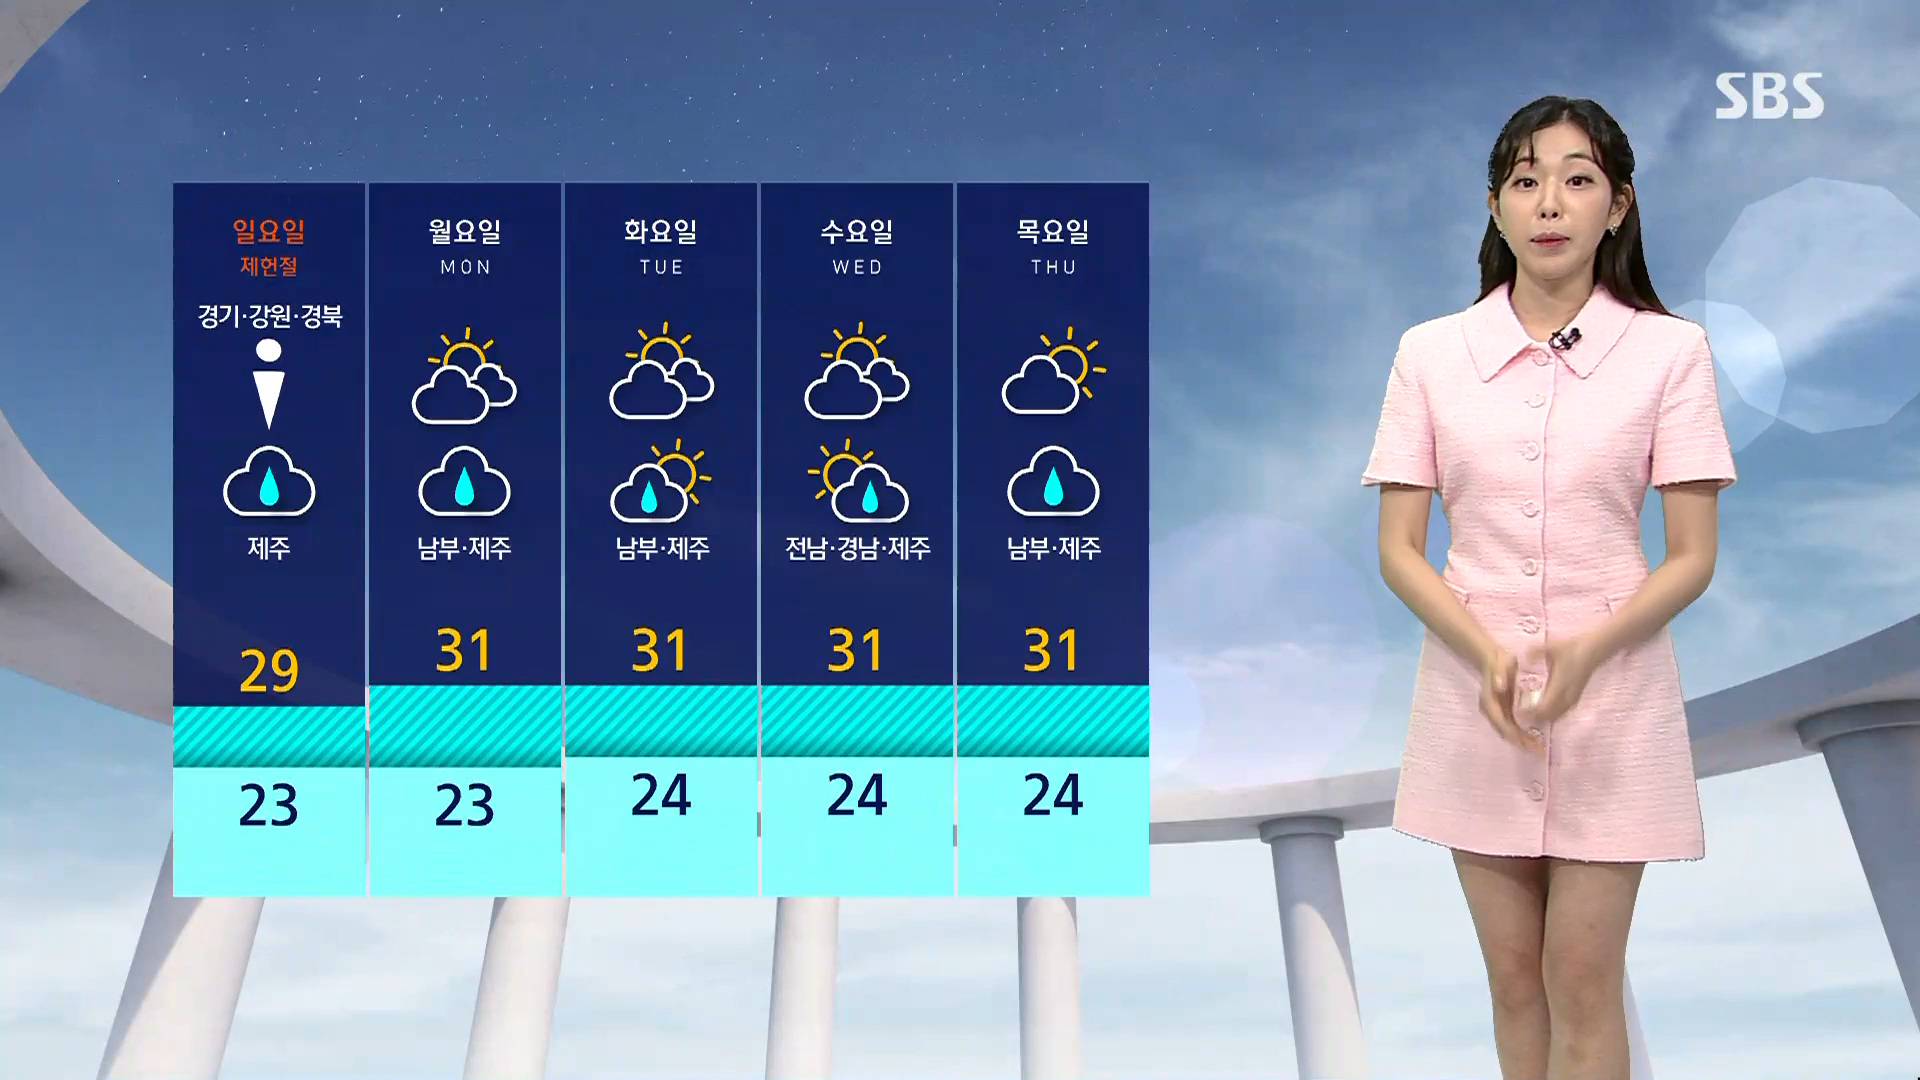 SBS
일요일
제헌절
경기·강원·경북
제주
29
23
월요일
MON
남부·제주
31
23
화요일
TUE
남부·제주
31
24
수요일
WED
전남·경남·제주
31
24
목요일
THU
남부·제주
31
24